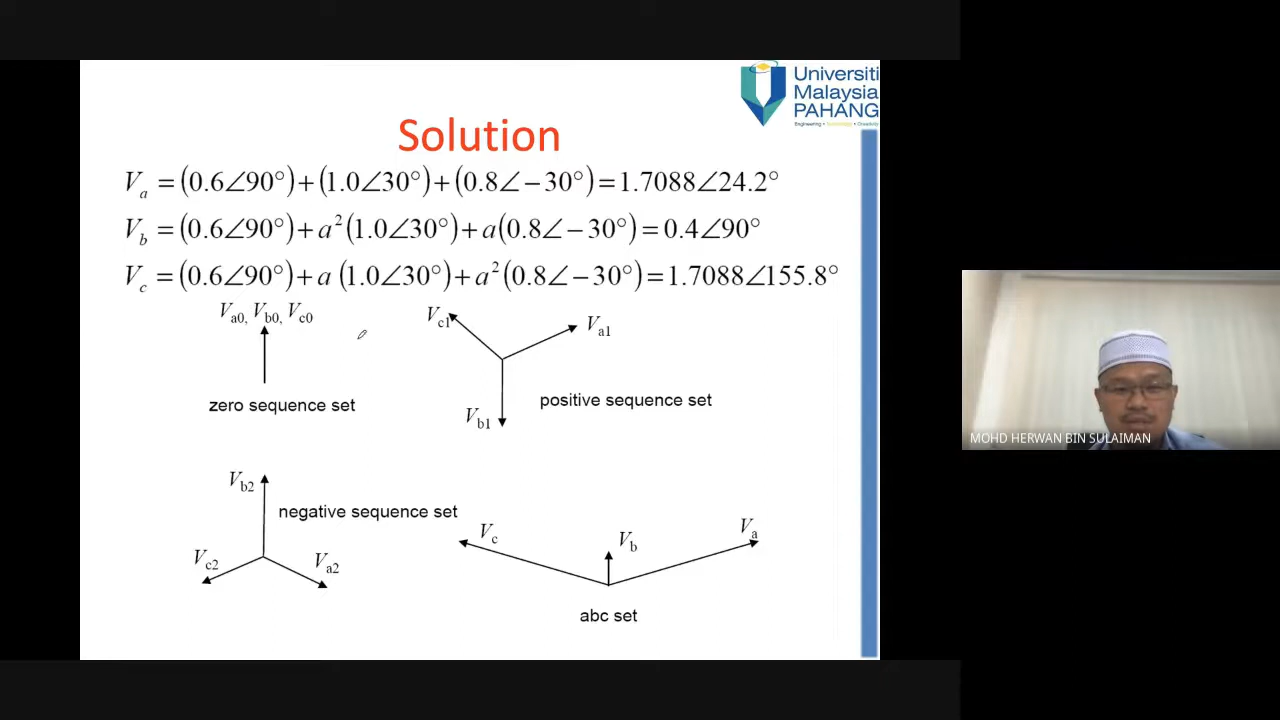 Universiti
Malaysia
PAHANG
Solution
V_a = (0.6∠90°) + (1.0∠30°) + (0.8∠ − 30°) = 1.7088∠24.2°
V_b = (0.6∠90°) + a² (1.0∠30°) + a(0.8∠ − 30°) = 0.4∠90°
V_c = (0.6∠90°) + a (1.0∠30°) + a² (0.8∠ − 30°) = 1.7088∠155.8°
V_a0, V_b0, V_c0
zero sequence set
V_c1
V_a1
V_b1
positive sequence set
V_b2
negative sequence set
V_c2
V_a2
V_c
V_b
V_a
abc set
MOHD HERWAN BIN SULAIMAN